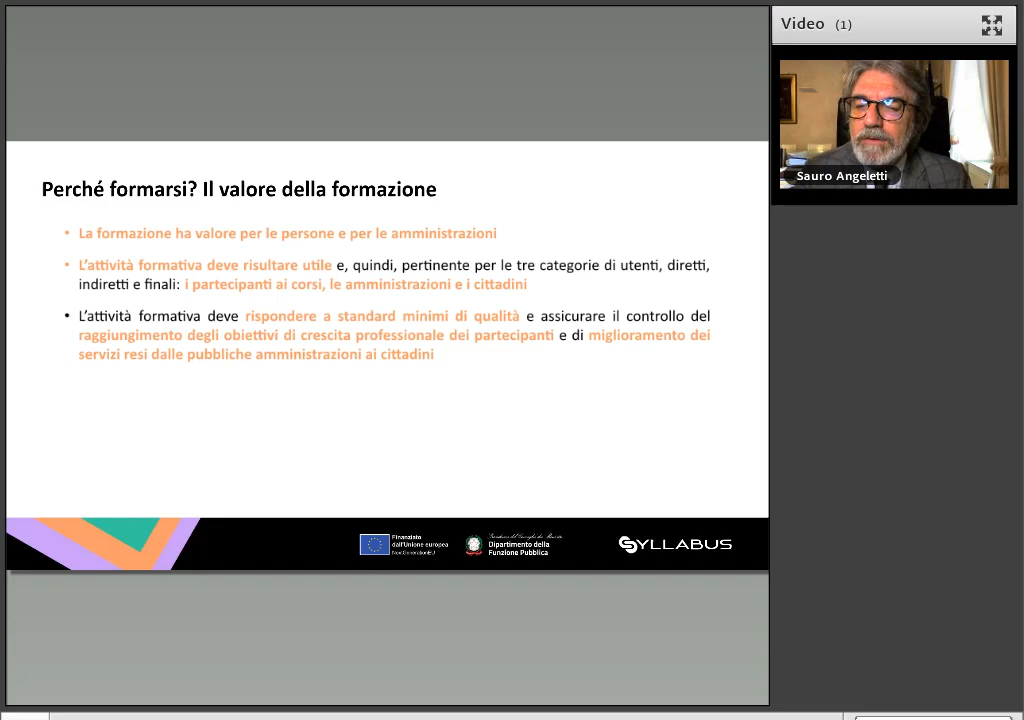 Video (1)
Sauro Angeletti
Perché formarsi? Il valore della formazione
• La formazione ha valore per le persone e per le amministrazioni
• L'attività formativa deve risultare utile e, quindi, pertinente per le tre categorie di utenti, diretti,
indiretti e finali: i partecipanti ai corsi, le amministrazioni e i cittadini
• L'attività formativa deve rispondere a standard minimi di qualità e assicurare il controllo del
raggiungimento degli obiettivi di crescita professionale dei partecipanti e di miglioramento dei
servizi resi dalle pubbliche amministrazioni ai cittadini
Finanziato
dall'Unione europea
NextGenerationEU
Dipartimento della
Funzione Pubblica
SYLLABUS